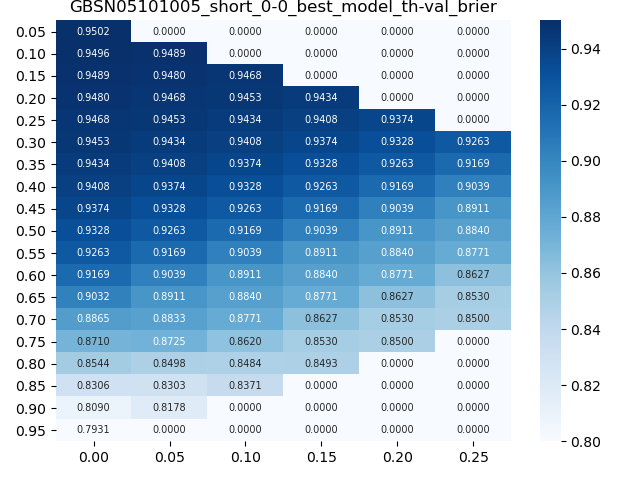 GBSN05101005_short_0-0_best_model_th-val_brier
0.05 0.9502 0.0000 0.0000 0.0000 0.0000 0.0000
0.10 0.9496 0.9489 0.0000 0.0000 0.0000 0.0000
0.15 0.9489 0.9480 0.9468 0.0000 0.0000 0.0000
0.20 0.9480 0.9468 0.9453 0.9434 0.0000 0.0000
0.25 0.9468 0.9453 0.9434 0.9408 0.9374 0.0000
0.30 0.9453 0.9434 0.9408 0.9374 0.9328 0.9263
0.35 0.9434 0.9408 0.9374 0.9328 0.9263 0.9169
0.40 0.9408 0.9374 0.9328 0.9263 0.9169 0.9039
0.45 0.9374 0.9328 0.9263 0.9169 0.9039 0.8911
0.50 0.9328 0.9263 0.9169 0.9039 0.8911 0.8840
0.55 0.9263 0.9169 0.9039 0.8911 0.8840 0.8771
0.60 0.9169 0.9039 0.8911 0.8840 0.8771 0.8627
0.65 0.9032 0.8911 0.8840 0.8771 0.8627 0.8530
0.70 0.8865 0.8833 0.8771 0.8627 0.8530 0.8500
0.75 0.8710 0.8725 0.8620 0.8530 0.8500 0.0000
0.80 0.8544 0.8498 0.8484 0.8493 0.0000 0.0000
0.85 0.8306 0.8303 0.8371 0.0000 0.0000 0.0000
0.90 0.8090 0.8178 0.0000 0.0000 0.0000 0.0000
0.95 0.7931 0.0000 0.0000 0.0000 0.0000 0.0000
0.00 0.05 0.10 0.15 0.20 0.25
0.94
0.92
0.90
0.88
0.86
0.84
0.82
0.80